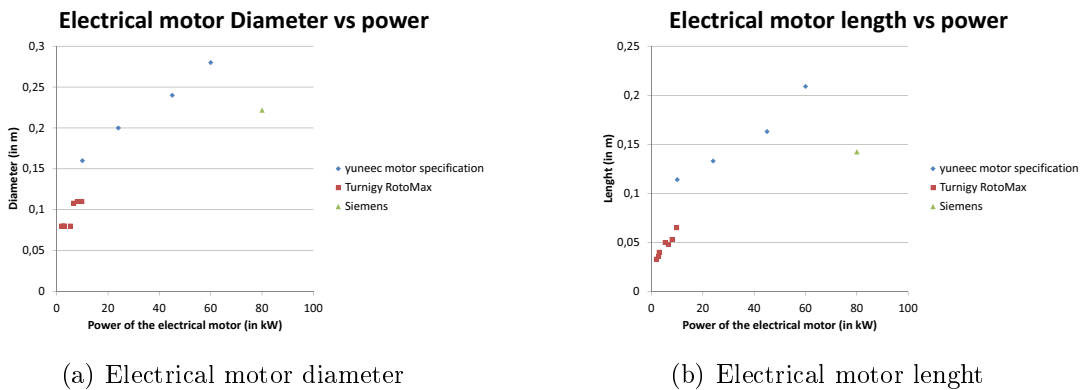 Electrical motor Diameter vs power
0,3
0,25
0,2
0,15
0,1
0,05
0
Diameter (in m)
0 20 40 60 80 100
Power of the electrical motor (in kW)
yuneec motor specification
Turnigy RotoMax
Siemens
(a) Electrical motor diameter
Electrical motor length vs power
0,25
0,2
0,15
0,1
0,05
0
Lenght (in m)
0 20 40 60 80 100
Power of the electrical motor (in kW)
yuneec motor specification
Turnigy RotoMax
Siemens
(b) Electrical motor lenght